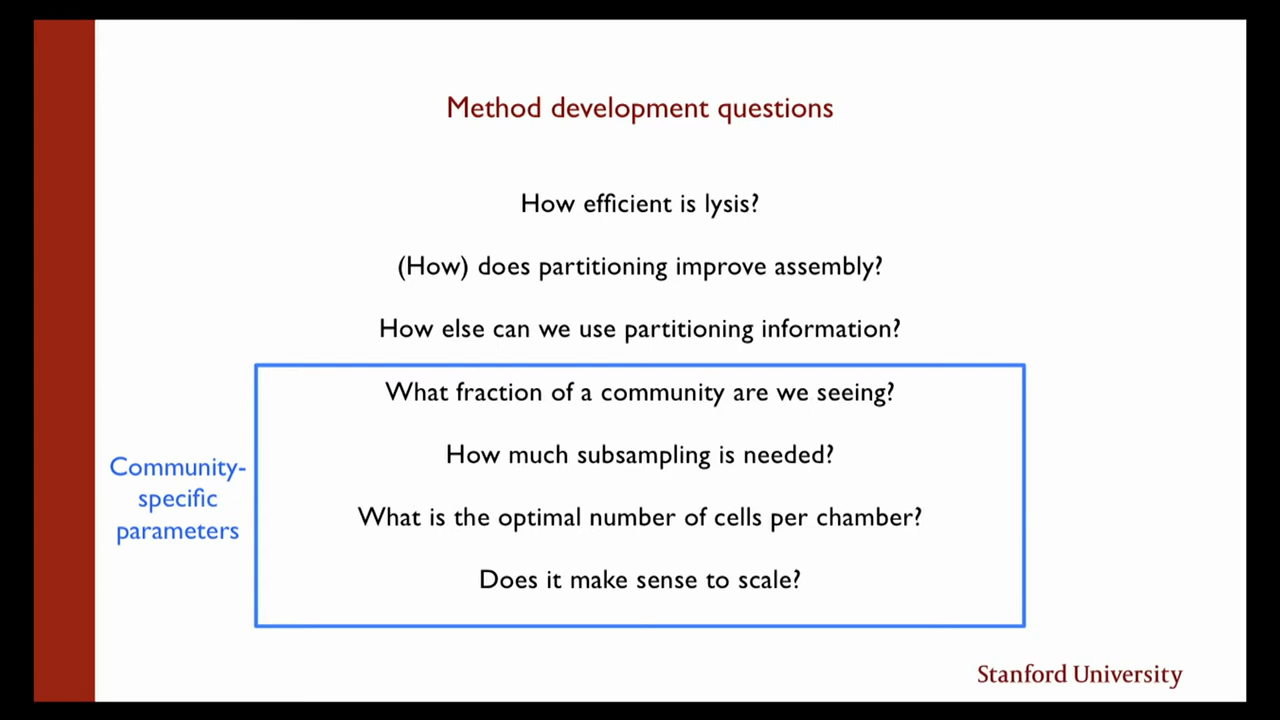 Method development questions
How efficient is lysis?
(How) does partitioning improve assembly?
How else can we use partitioning information?
What fraction of a community are we seeing?
How much subsampling is needed?
What is the optimal number of cells per chamber?
Does it make sense to scale?
Community-
specific
parameters
Stanford University